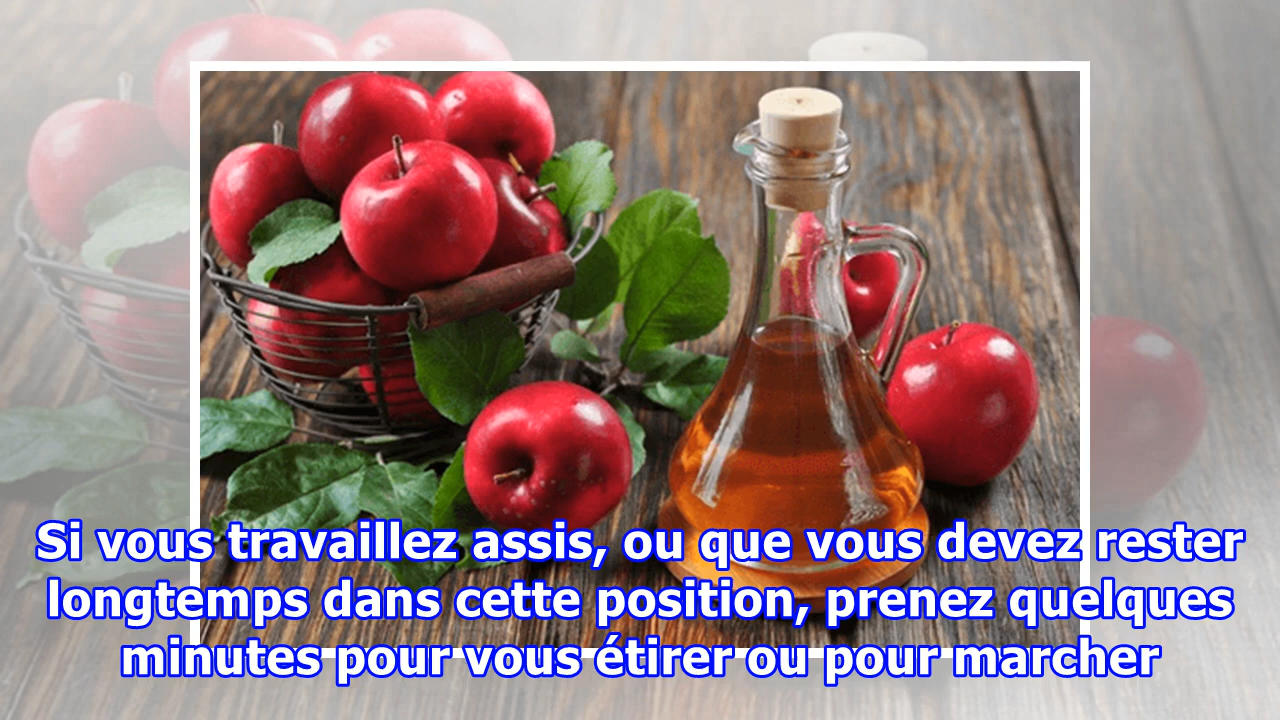 Si vous travaillez assis, ou que vous devez rester
longtemps dans cette position, prenez quelques
minutes pour vous étirer ou pour marcher